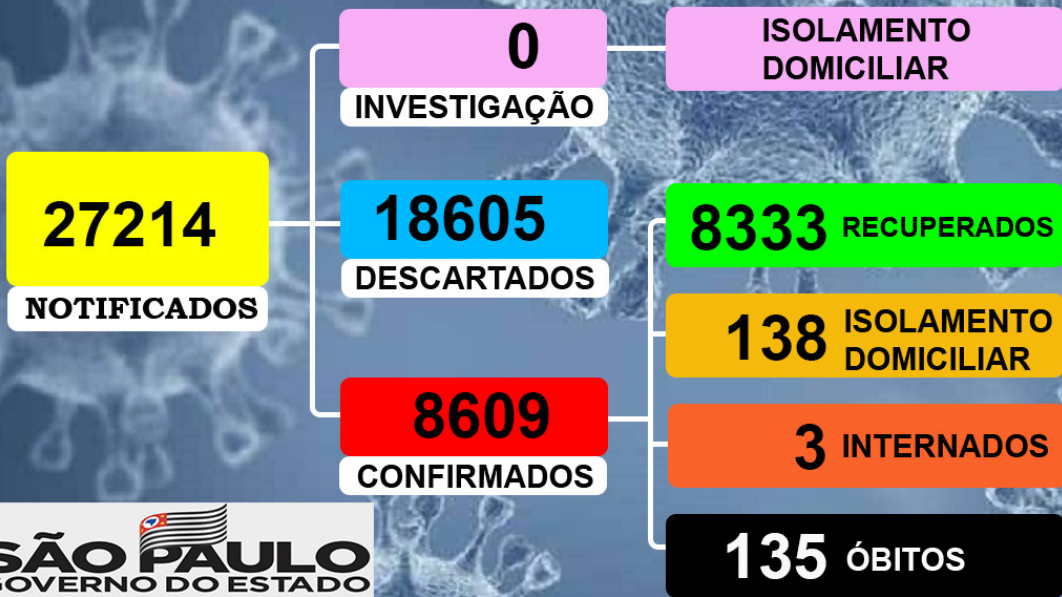 27214
NOTIFICADOS
0
INVESTIGAÇÃO
ISOLAMENTO
DOMICILIAR
18605
DESCARTADOS
8609
CONFIRMADOS
8333 RECUPERADOS
138 ISOLAMENTO
DOMICILIAR
3 INTERNADOS
135 ÓBITOS
SÃO PAULO
GOVERNO DO ESTADO